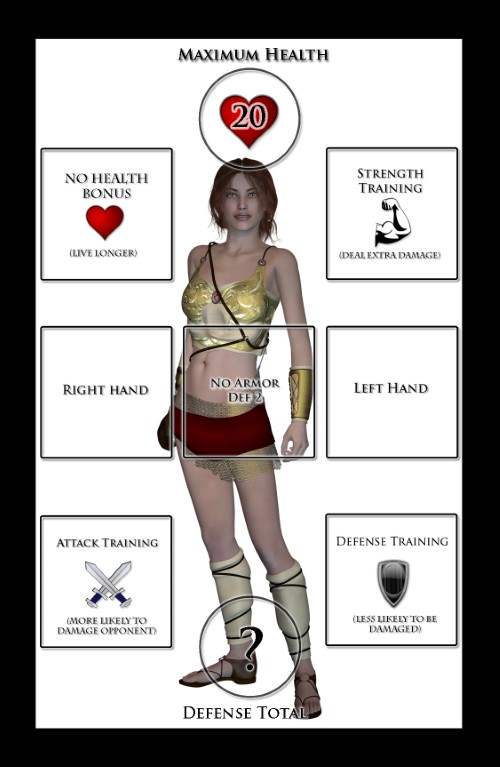 Maximum Health
20
No Health
Bonus
(Live Longer)
Strength
Training
(Deal Extra Damage)
Right Hand
No Armor
Def 2
Left Hand
Attack Training
(More Likely to
Damage Opponent)
Defense Training
(Less Likely to be
Damaged)
?
Defense Total